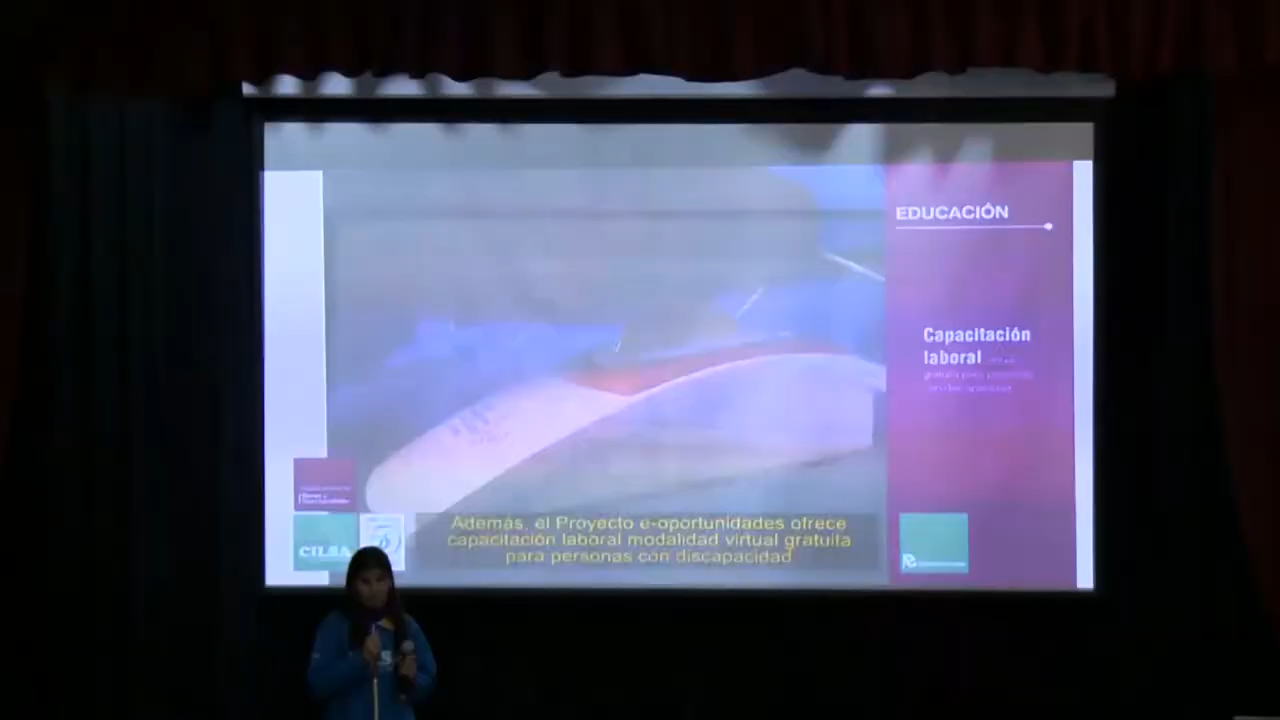 EDUCACIÓN
Capacitación
laboral
CILSA
Además, el Proyecto e-oportunidades ofrece
capacitación laboral modalidad virtual gratuita
para personas con discapacidad